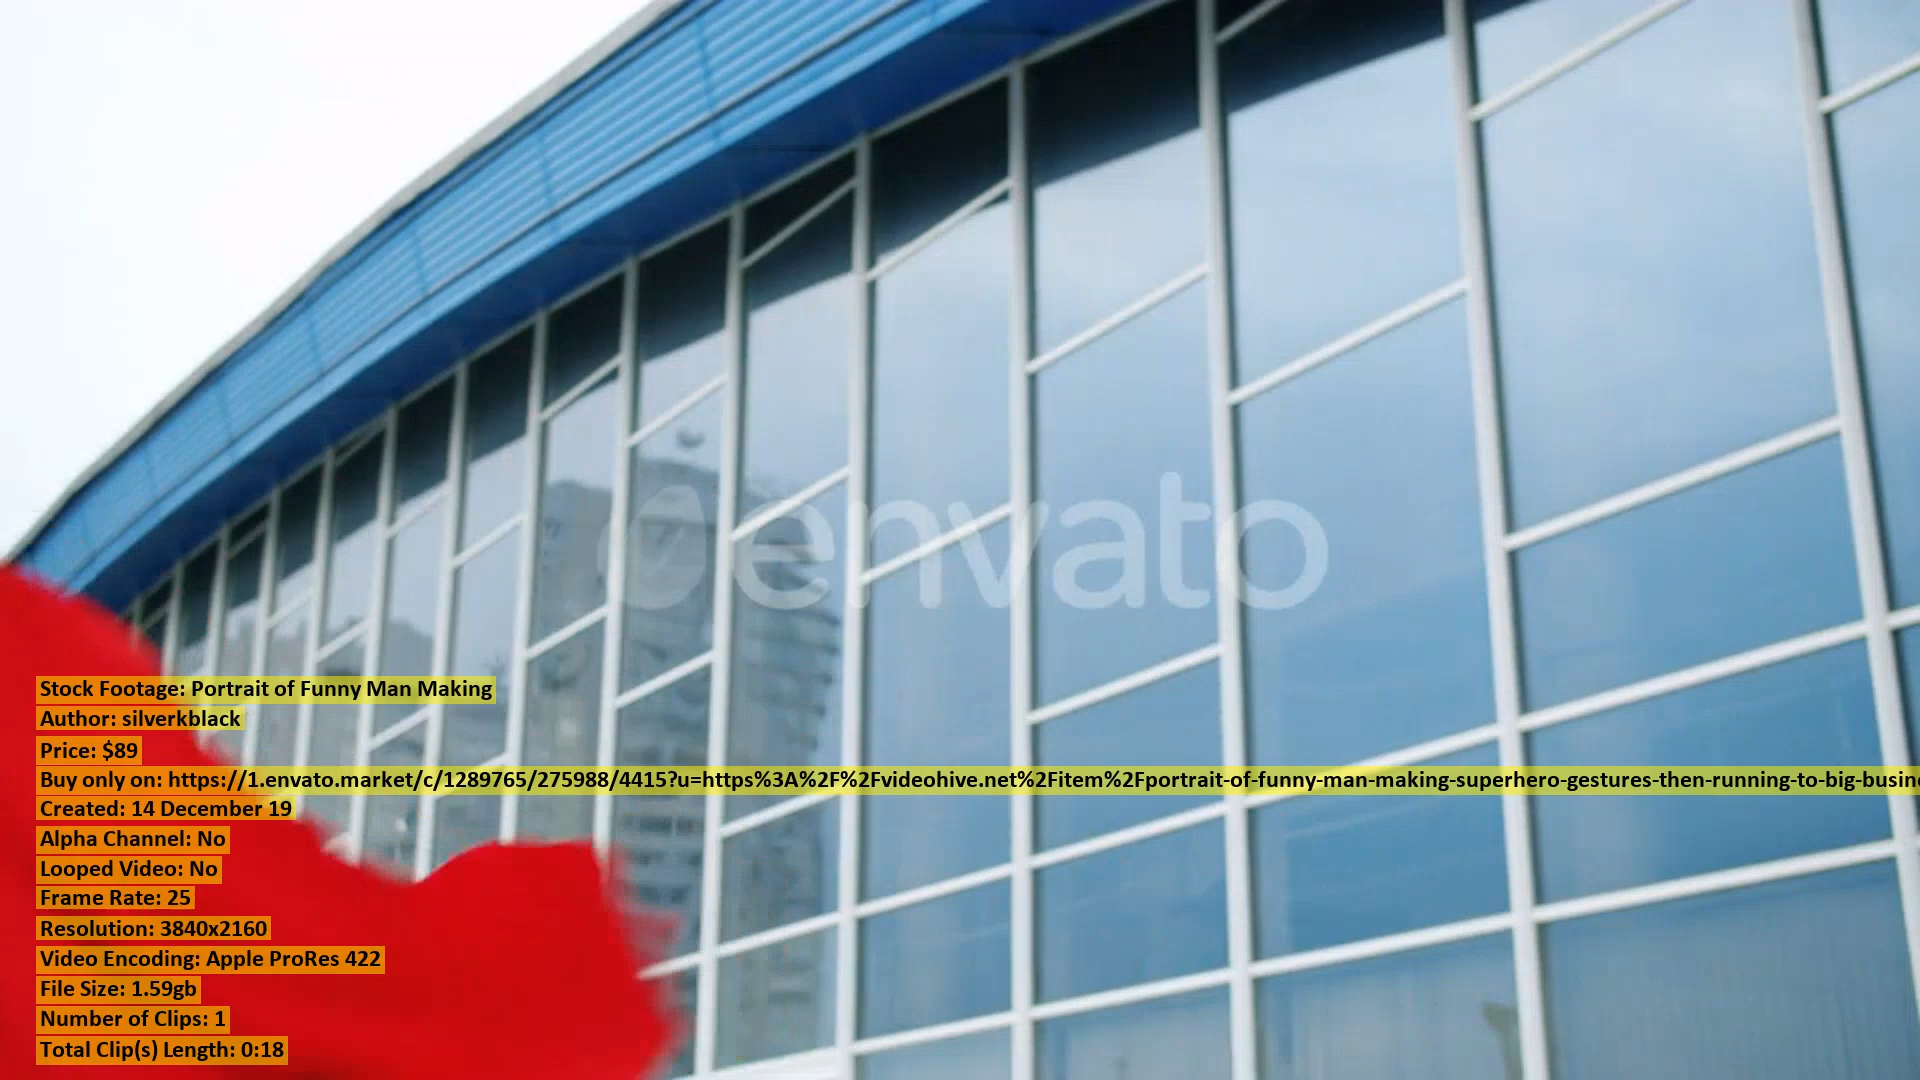 envato
Stock Footage: Portrait of Funny Man Making
Author: silverkblack
Price: $89
Buy only on: https://1.envato.market/c/1289765/275988/4415?u=https%3A%2F%2Fvideohive.net%2Fitem%2Fportrait-of-funny-man-making-superhero-gestures-then-running-to-big-busine
Created: 14 December 19
Alpha Channel: No
Looped Video: No
Frame Rate: 25
Resolution: 3840x2160
Video Encoding: Apple ProRes 422
File Size: 1.59gb
Number of Clips: 1
Total Clip(s) Length: 0:18